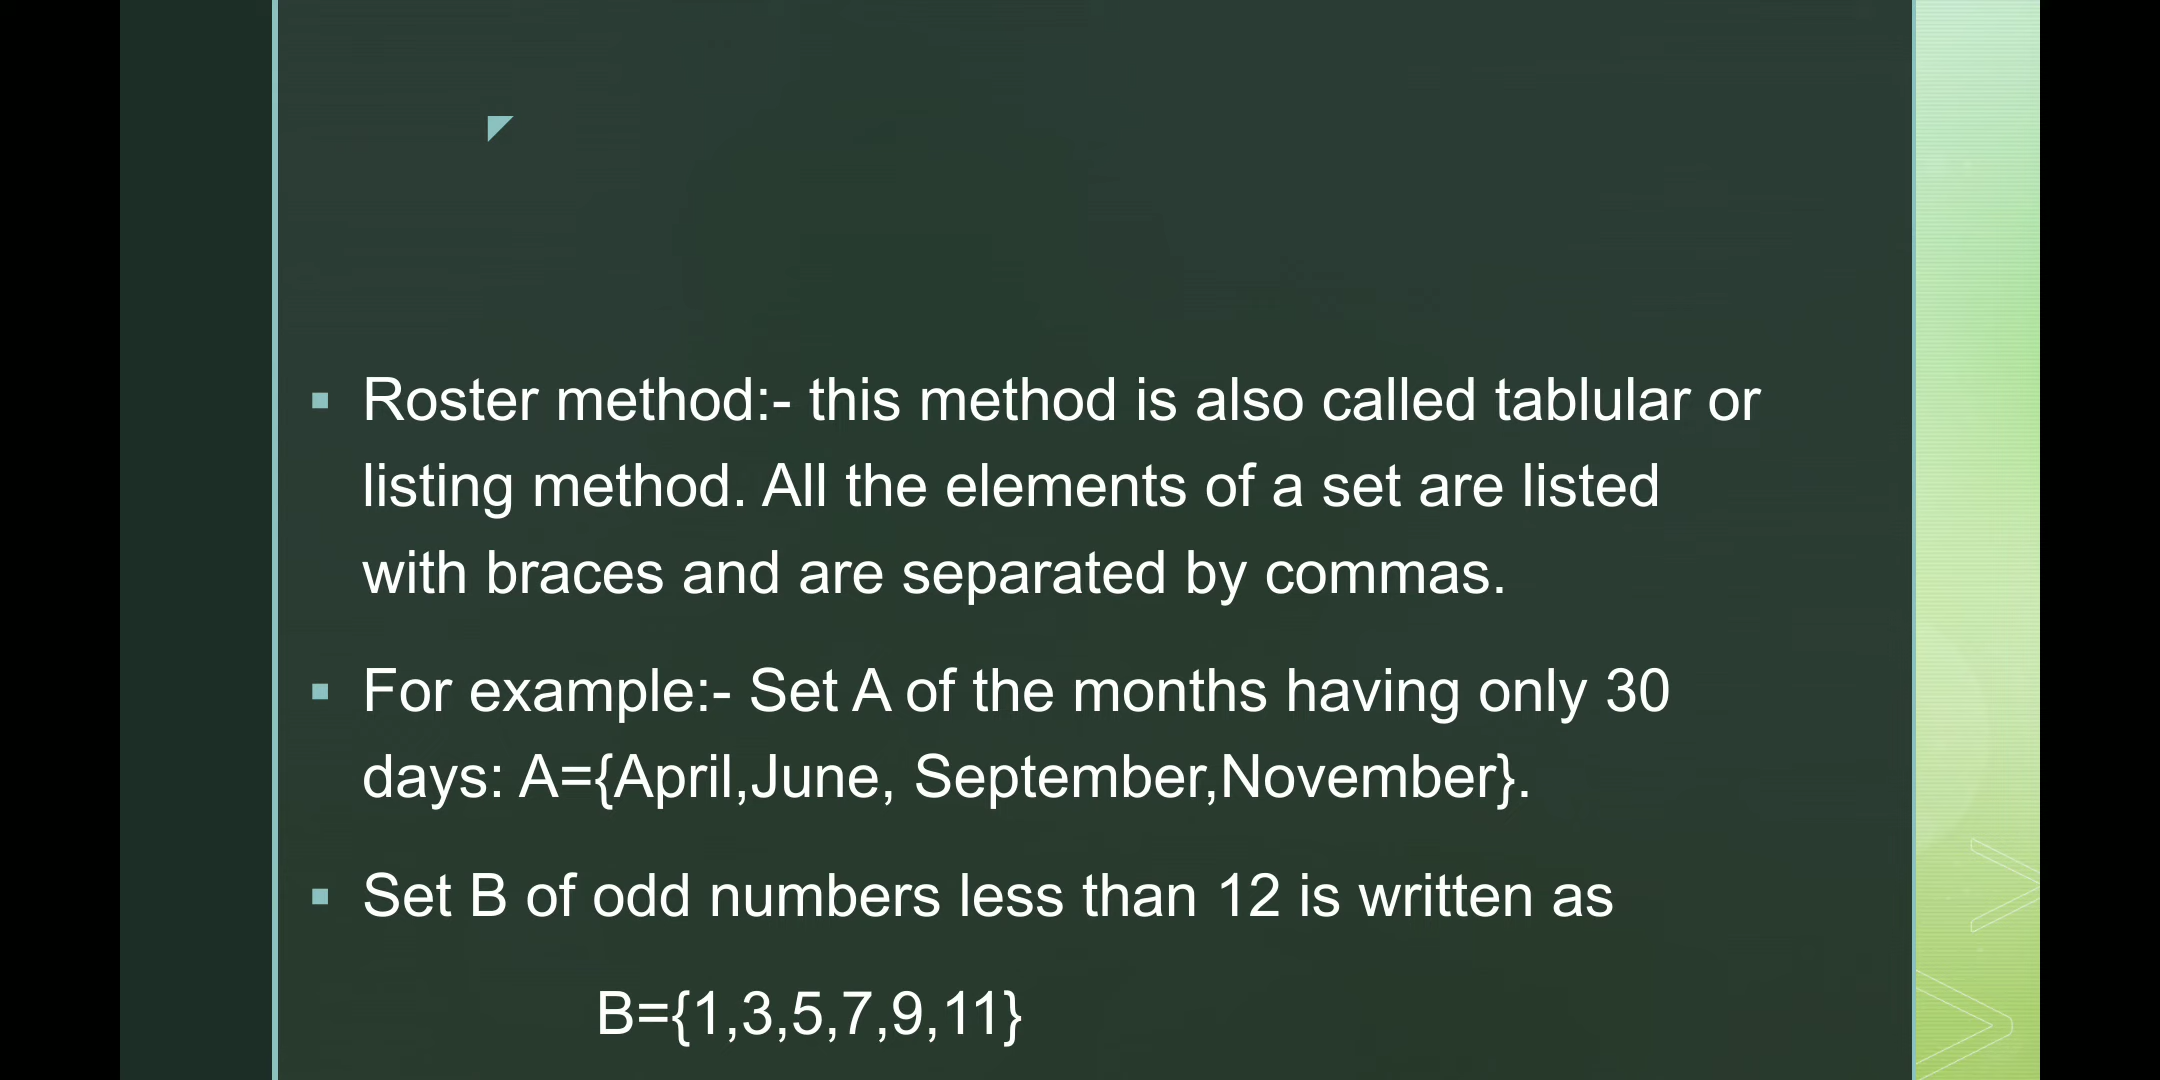 Roster method:- this method is also called tablular or
listing method. All the elements of a set are listed
with braces and are separated by commas.
For example:- Set A of the months having only 30
days: A={April,June, September,November}.
Set B of odd numbers less than 12 is written as
B={1,3,5,7,9,11}